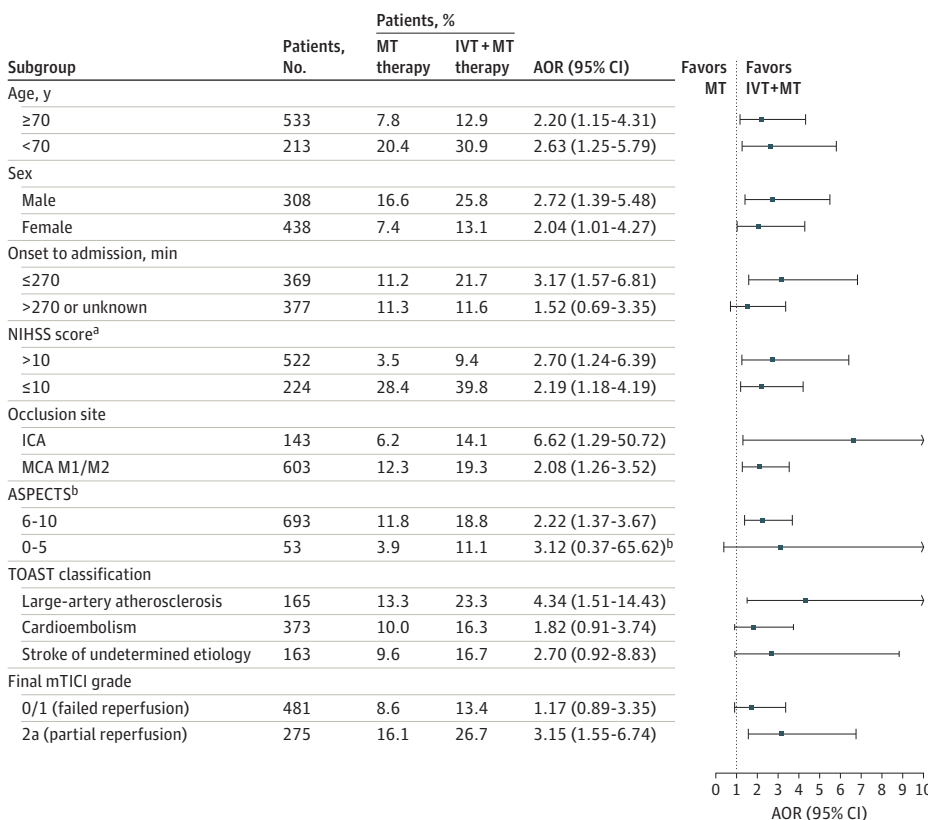 Patients, %
Patients, MT IVT + MT
Subgroup No. therapy therapy AOR (95% CI) Favors MT Favors IVT+MT
Age, y
≥70 533 7.8 12.9 2.20 (1.15-4.31)
<70 213 20.4 30.9 2.63 (1.25-5.79)
Sex
Male 308 16.6 25.8 2.72 (1.39-5.48)
Female 438 7.4 13.1 2.04 (1.01-4.27)
Onset to admission, min
≤270 369 11.2 21.7 3.17 (1.57-6.81)
>270 or unknown 377 11.3 11.6 1.52 (0.69-3.35)
NIHSS scoreᵃ
>10 522 3.5 9.4 2.70 (1.24-6.39)
≤10 224 28.4 39.8 2.19 (1.18-4.19)
Occlusion site
ICA 143 6.2 14.1 6.62 (1.29-50.72)
MCA M1/M2 603 12.3 19.3 2.08 (1.26-3.52)
ASPECTSᵇ
6-10 693 11.8 18.8 2.22 (1.37-3.67)
0-5 53 3.9 11.1 3.12 (0.37-65.62)ᵇ
TOAST classification
Large-artery atherosclerosis 165 13.3 23.3 4.34 (1.51-14.43)
Cardioembolism 373 10.0 16.3 1.82 (0.91-3.74)
Stroke of undetermined etiology 163 9.6 16.7 2.70 (0.92-8.83)
Final mTICI grade
0/1 (failed reperfusion) 481 8.6 13.4 1.17 (0.89-3.35)
2a (partial reperfusion) 275 16.1 26.7 3.15 (1.55-6.74)
0 1 2 3 4 5 6 7 8 9 10
AOR (95% CI)